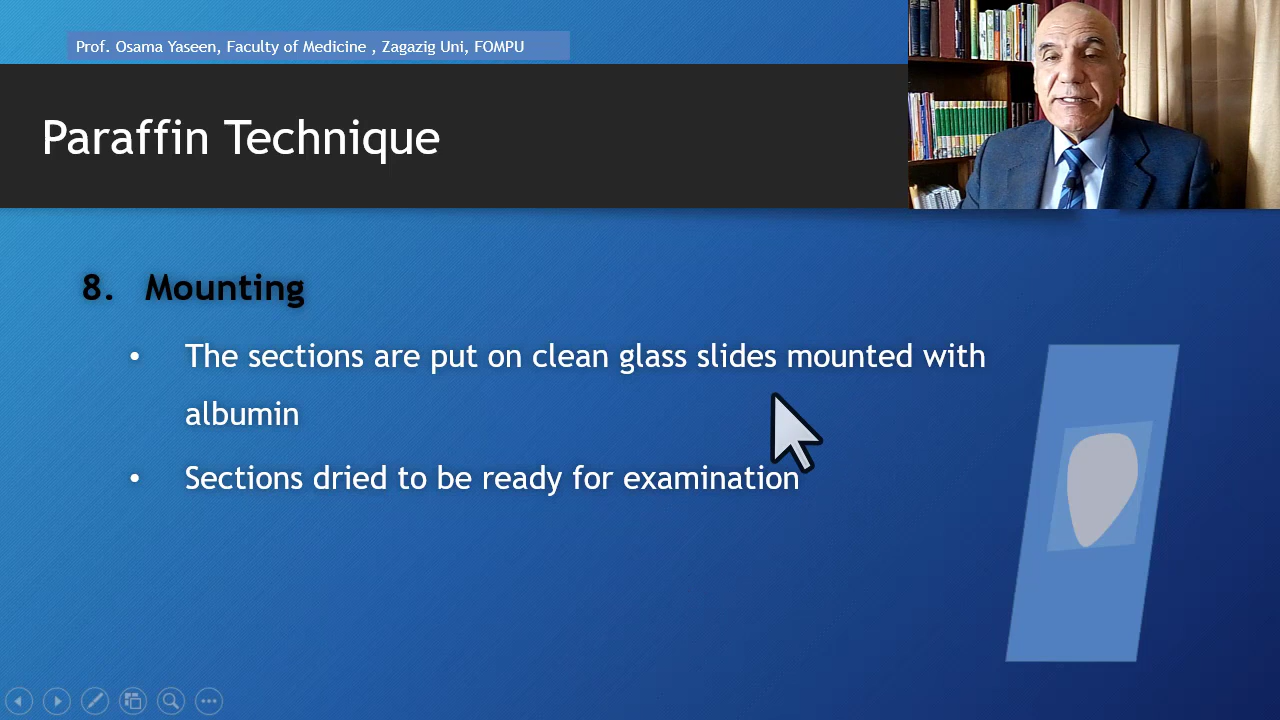 Prof. Osama Yaseen, Faculty of Medicine , Zagazig Uni, FOMPU
Paraffin Technique
8. Mounting
• The sections are put on clean glass slides mounted with
albumin
• Sections dried to be ready for examination